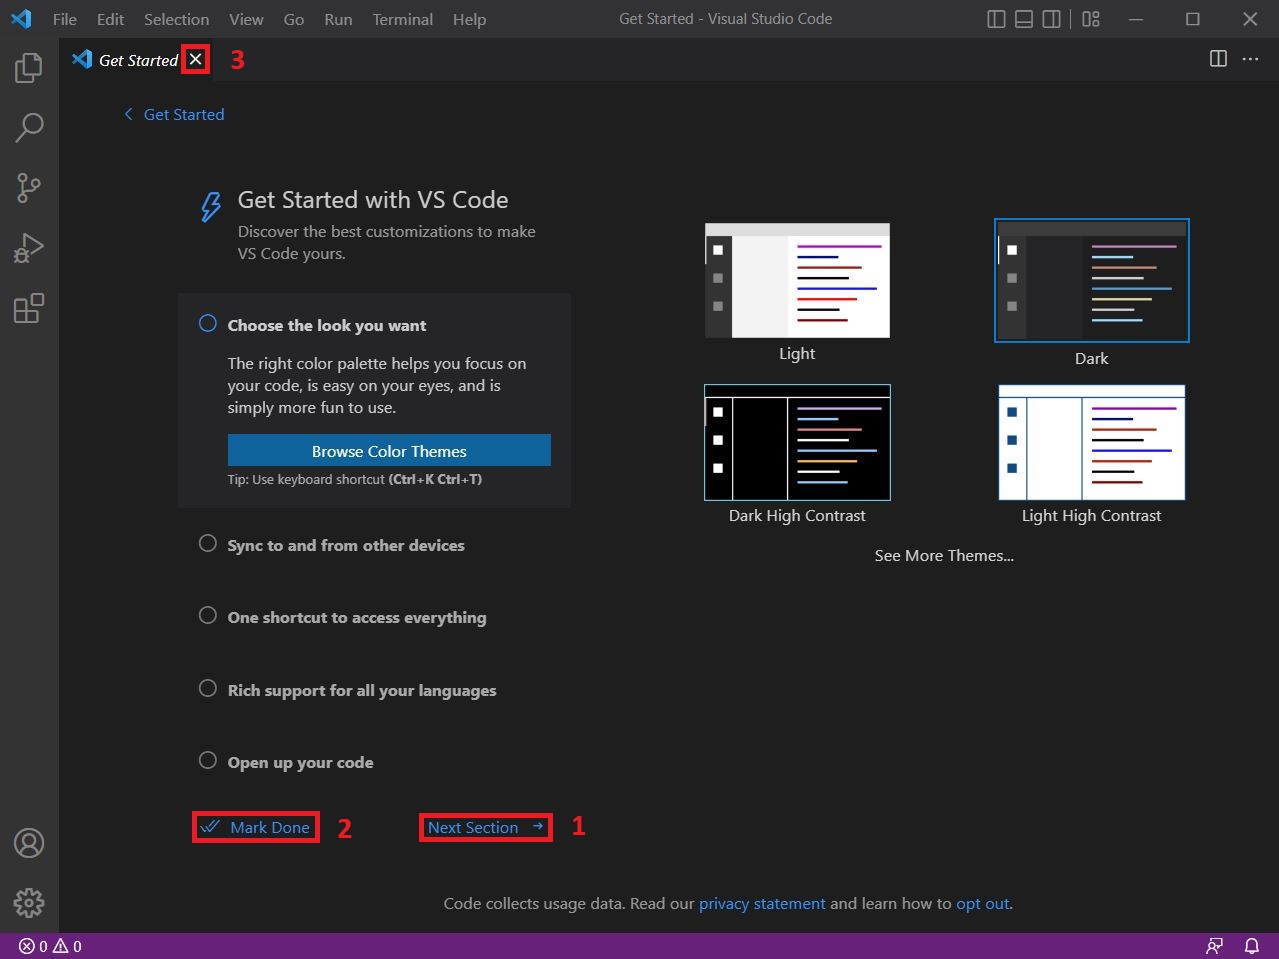 File Edit Selection View Go Run Terminal Help Get Started - Visual Studio Code
Get Started 3
Get Started
Get Started with VS Code
Discover the best customizations to make
VS Code yours.
Choose the look you want
The right color palette helps you focus on
your code, is easy on your eyes, and is
simply more fun to use.
Browse Color Themes
Tip: Use keyboard shortcut (Ctrl+K Ctrl+T)
Sync to and from other devices
One shortcut to access everything
Rich support for all your languages
Open up your code
Mark Done 2 Next Section 1
Light
Dark
Dark High Contrast
Light High Contrast
See More Themes...
Code collects usage data. Read our privacy statement and learn how to opt out.
0 0